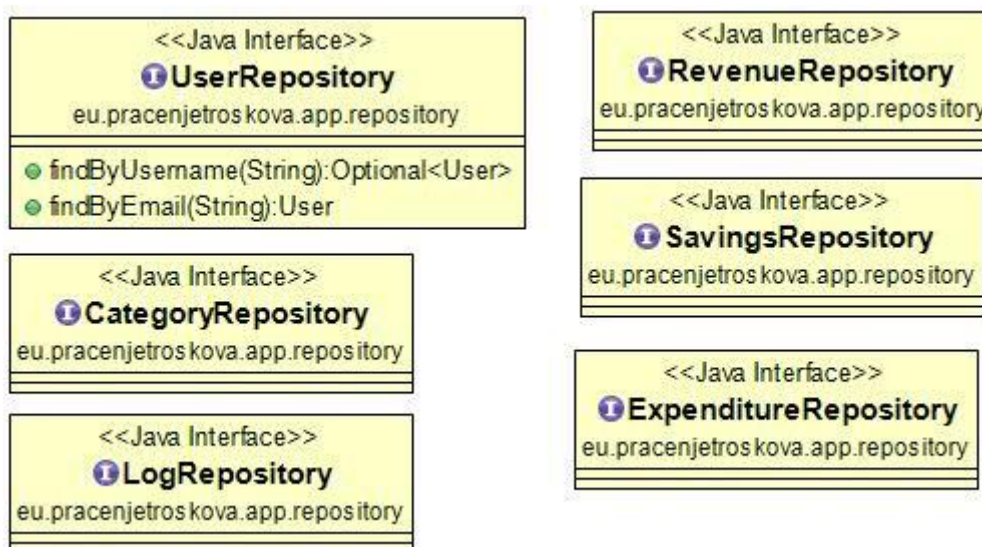 <<Java Interface>>
UserRepository
eu.pracenjetroskova.app.repository
findByUsername(String):Optional<User>
findByEmail(String):User
<<Java Interface>>
CategoryRepository
eu.pracenjetroskova.app.repository
<<Java Interface>>
LogRepository
eu.pracenjetroskova.app.repository
<<Java Interface>>
RevenueRepository
eu.pracenjetroskova.app.repository
<<Java Interface>>
SavingsRepository
eu.pracenjetroskova.app.repository
<<Java Interface>>
ExpenditureRepository
eu.pracenjetroskova.app.repository